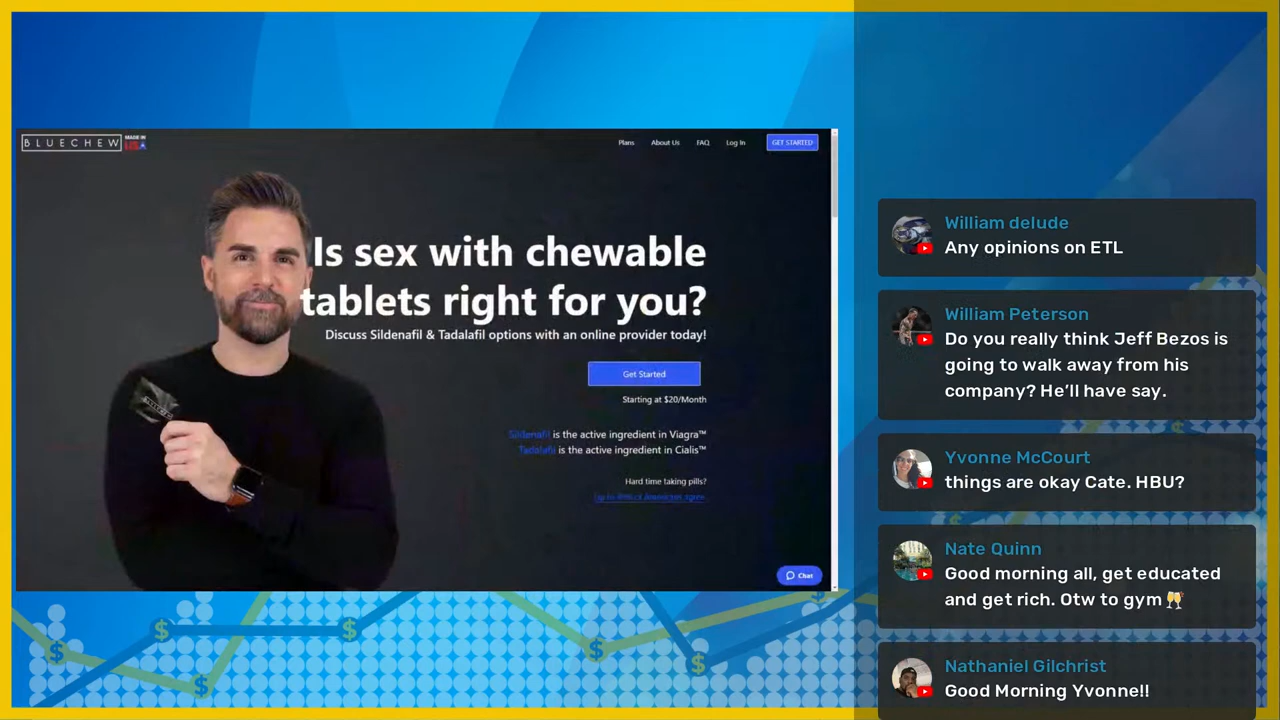 BLUECHEW
MADE IN
USA
Plans
About Us
FAQ
Log In
GET STARTED
Is sex with chewable
tablets right for you?
Discuss Sildenafil & Tadalafil options with an online provider today!
Get Started
Starting at $20/Month
Sildenafil is the active ingredient in Viagra™
Tadalafil is the active ingredient in Cialis™
Hard time taking pills?
Chat
William delude
Any opinions on ETL
William Peterson
Do you really think Jeff Bezos is
going to walk away from his
company? He’ll have say.
Yvonne McCourt
things are okay Cate. HBU?
Nate Quinn
Good morning all, get educated
and get rich. Otw to gym 🥂
Nathaniel Gilchrist
Good Morning Yvonne!!